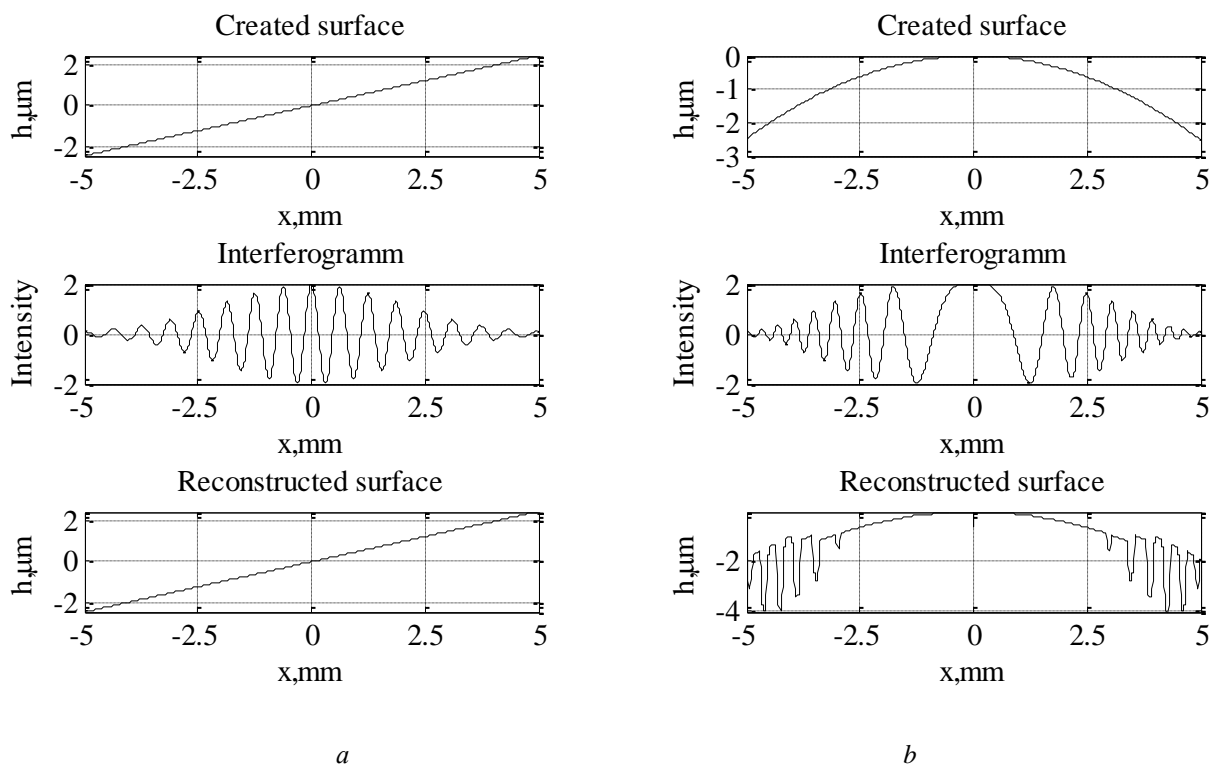 Created surface
h,μm
2
0
-2
-5 -2.5 0 2.5 5
x,mm
Interferogramm
Intensity
2
0
-2
-5 -2.5 0 2.5 5
x,mm
Reconstructed surface
h,μm
2
0
-2
-5 -2.5 0 2.5 5
x,mm
a
Created surface
h,μm
0
-1
-2
-3
-5 -2.5 0 2.5 5
x,mm
Interferogramm
Intensity
2
0
-2
-5 -2.5 0 2.5 5
x,mm
Reconstructed surface
h,μm
-2
-4
-5 -2.5 0 2.5 5
x,mm
b